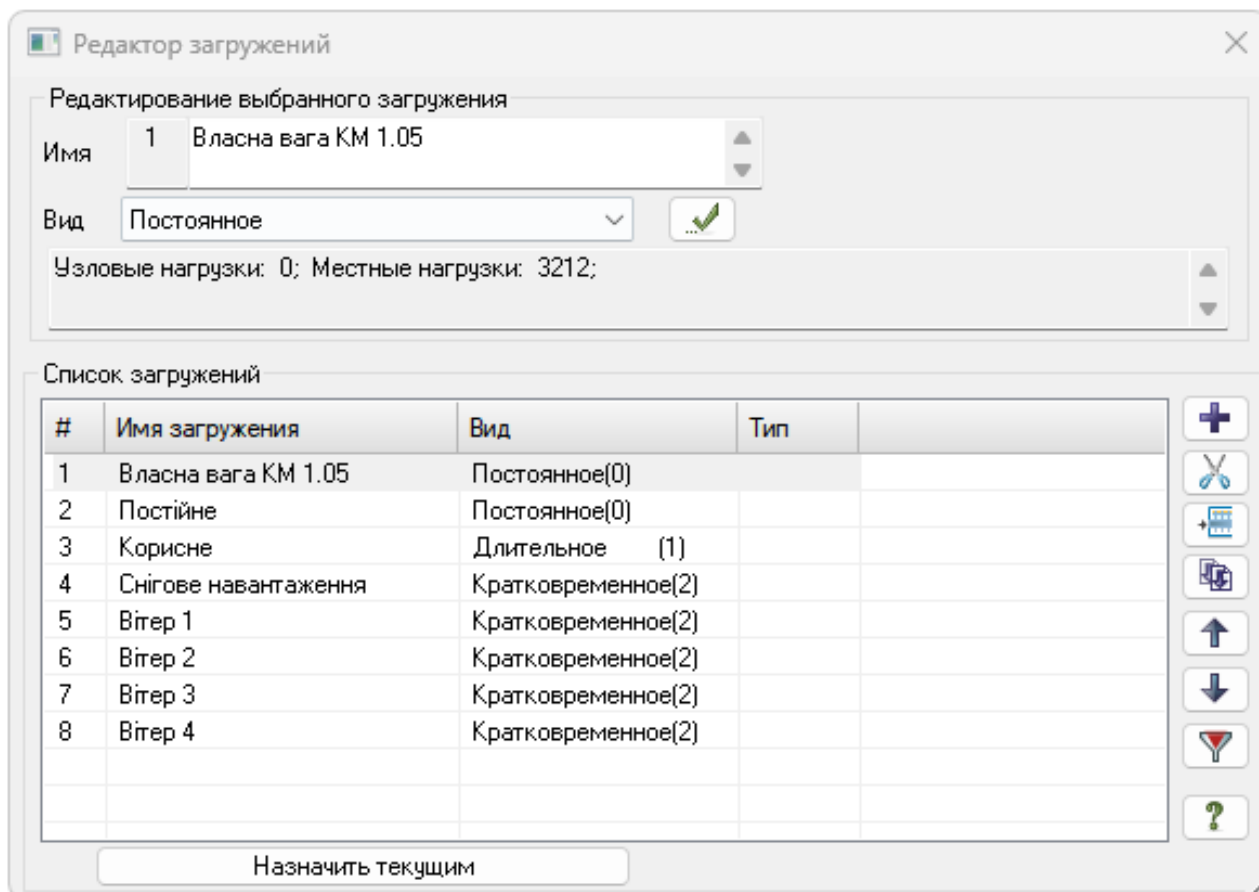 Редактор загружений
Редактирование выбранного загружения
Имя 1 Власна вага КМ 1.05
Вид Постоянное
Узловые нагрузки: 0; Местные нагрузки: 3212;
Список загружений
# Имя загружения Вид Тип
1 Власна вага КМ 1.05 Постоянное(0)
2 Постійне Постоянное(0)
3 Корисне Длительное (1)
4 Снігове навантаження Кратковременное(2)
5 Вітер 1 Кратковременное(2)
6 Вітер 2 Кратковременное(2)
7 Вітер 3 Кратковременное(2)
8 Вітер 4 Кратковременное(2)
Назначить текущим